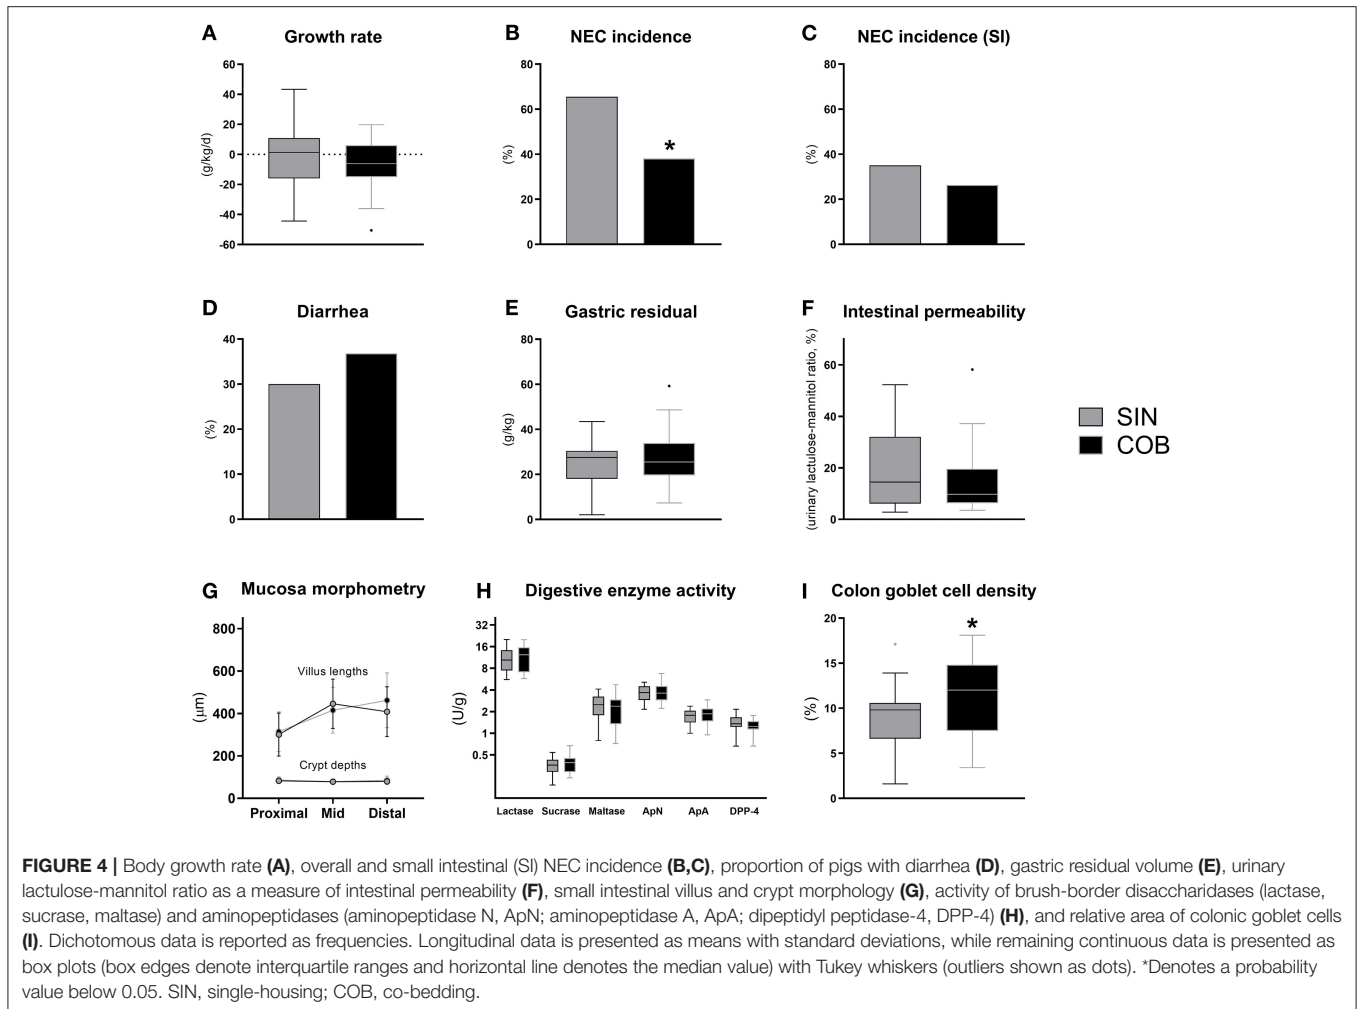 A Growth rate
60
40
20
0
-20
-40
-60
(g/kg/d)
B NEC incidence
80
60
40
20
0
(%)
*
C NEC incidence (SI)
80
60
40
20
0
(%)
D Diarrhea
40
30
20
10
0
(%)
E Gastric residual
80
60
40
20
0
(g/kg)
F Intestinal permeability
60
40
20
0
(urinary lactulose-mannitol ratio, %)
SIN
COB
G Mucosa morphometry
800
600
400
200
0
(µm)
Villus lengths
Crypt depths
Proximal Mid Distal
H Digestive enzyme activity
32
16
8
4
2
1
0.5
(U/g)
Lactase Sucrase Maltase ApN ApA DPP-4
I Colon goblet cell density
20
15
10
5
0
(%)
*
FIGURE 4 | Body growth rate (A), overall and small intestinal (SI) NEC incidence (B,C), proportion of pigs with diarrhea (D), gastric residual volume (E), urinary
lactulose-mannitol ratio as a measure of intestinal permeability (F), small intestinal villus and crypt morphology (G), activity of brush-border disaccharidases (lactase,
sucrase, maltase) and aminopeptidases (aminopeptidase N, ApN; aminopeptidase A, ApA; dipeptidyl peptidase-4, DPP-4) (H), and relative area of colonic goblet cells
(I). Dichotomous data is reported as frequencies. Longitudinal data is presented as means with standard deviations, while remaining continuous data is presented as
box plots (box edges denote interquartile ranges and horizontal line denotes the median value) with Tukey whiskers (outliers shown as dots). *Denotes a probability
value below 0.05. SIN, single-housing; COB, co-bedding.